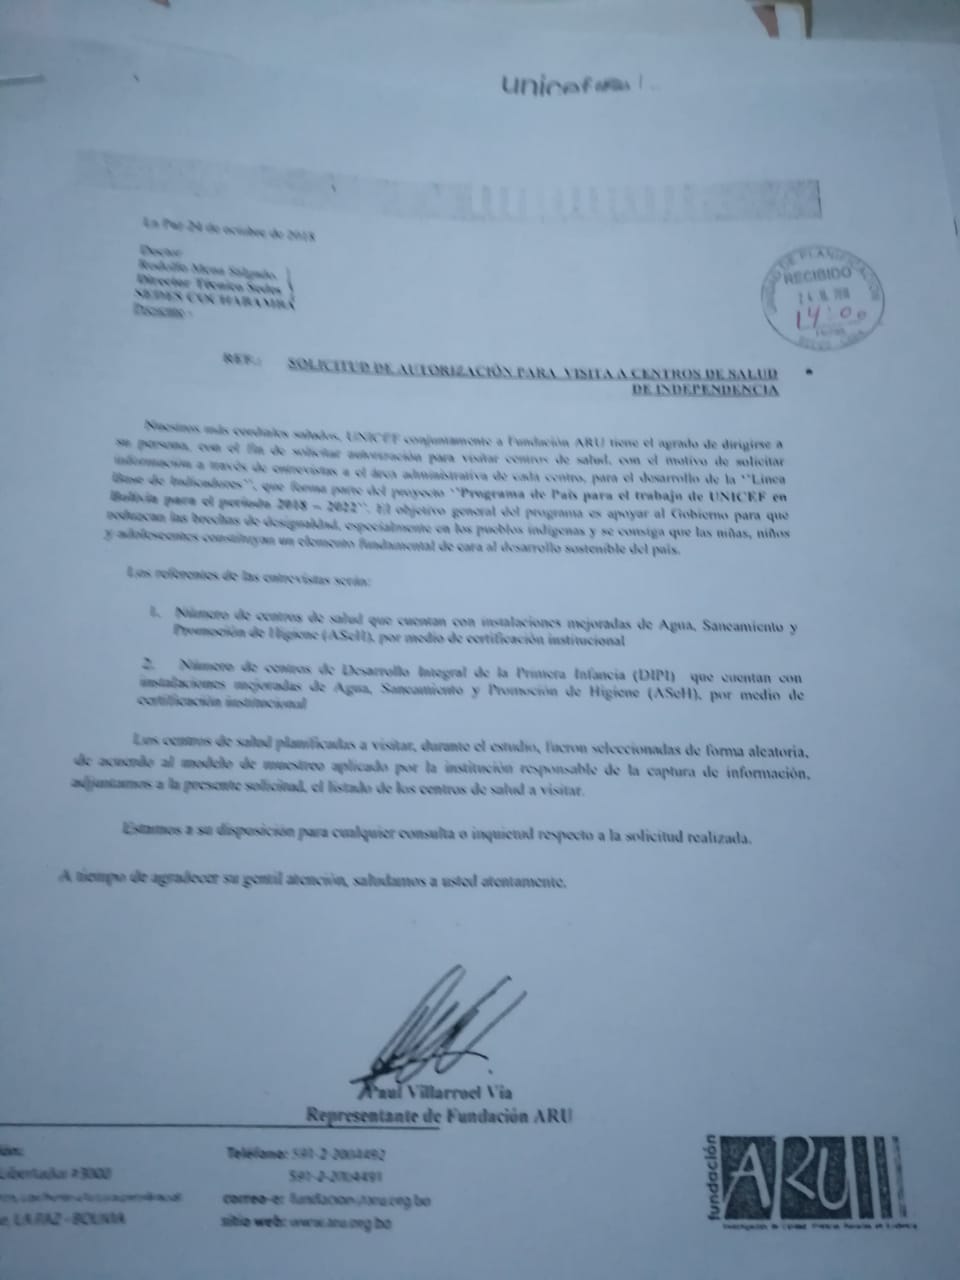 unicef
La Paz 24 de octubre de 2018
Doctor
Rodolfo Mena Salgado
Director Técnico Sedes
SEDES COCHABAMBA
Presente.-
UNIDAD DE PLANIFICACION
RECIBIDO
14:00
REF.: SOLICITUD DE AUTORIZACIÓN PARA VISITA A CENTROS DE SALUD
DE INDEPENDENCIA
Nuestros más cordiales saludos, UNICEF conjuntamente a Fundación ARU tiene el agrado de dirigirse a
su persona, con el fin de solicitar autorización para visitar centros de salud, con el motivo de solicitar
información a través de entrevistas a el área administrativa de cada centro, para el desarrollo de la "Línea
Base de Indicadores", que forma parte del proyecto "Programa de País para el trabajo de UNICEF en
Bolivia para el periodo 2018 – 2022". El objetivo general del programa es apoyar al Gobierno para que
reduzcan las brechas de desigualdad, especialmente en los pueblos indígenas y se consiga que las niñas, niños
y adolescentes constituyan un elemento fundamental de cara al desarrollo sostenible del país.
Los referentes de las entrevistas serán:
1. Número de centros de salud que cuentan con instalaciones mejoradas de Agua, Saneamiento y
Promoción de Higiene (ASeH), por medio de certificación institucional
2. Número de centros de Desarrollo Integral de la Primera Infancia (DIPI) que cuentan con
instalaciones mejoradas de Agua, Saneamiento y Promoción de Higiene (ASeH), por medio de
certificación institucional
Los centros de salud planificadas a visitar, durante el estudio, fueron seleccionadas de forma aleatoria,
de acuerdo al modelo de muestreo aplicado por la institución responsable de la captura de información,
adjuntamos a la presente solicitud, el listado de los centros de salud a visitar.
Estamos a su disposición para cualquier consulta o inquietud respecto a la solicitud realizada.
A tiempo de agradecer su gentil atención, saludamos a usted atentamente.
Paul Villarroel Via
Representante de Fundación ARU
Teléfono: 591-2-2004492
591-2-2004491
correo-e: fundacion@aru.org.bo
sitio web: www.aru.org.bo
LA PAZ - BOLIVIA
fundación ARU